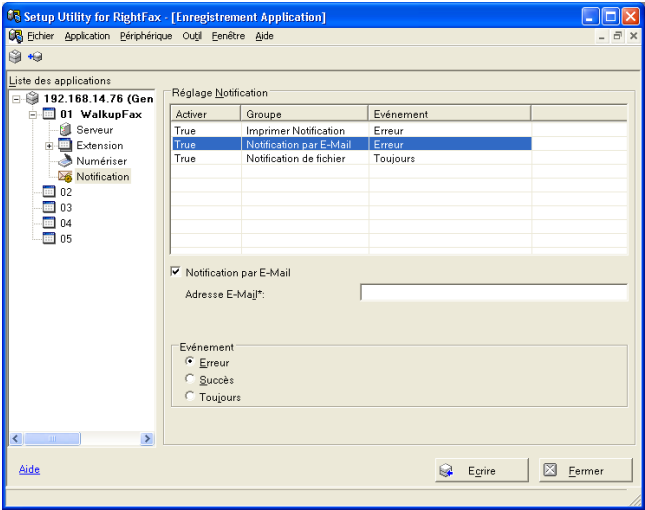 Setup Utility for RightFax - [Enregistrement Application]
Fichier Application Périphérique Outil Fenêtre Aide
Liste des applications
192.168.14.76 (Gen
01 WalkupFax
Serveur
Extension
Numériser
Notification
02
03
04
05
Réglage Notification
Activer Groupe Evénement
True Imprimer Notification Erreur
True Notification par E-Mail Erreur
True Notification de fichier Toujours
Notification par E-Mail
Adresse E-Mail*:
Evénement
Erreur
Succès
Toujours
Aide
Ecrire
Fermer